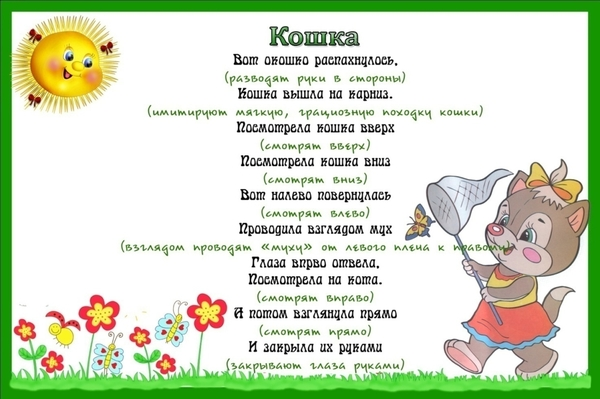 Кошка
Вот окошко распахнулось,
(разводят руки в стороны)
Кошка вышла на карниз.
(имитируют мягкую, грациозную походку кошки)
Посмотрела кошка вверх
(смотрят вверх)
Посмотрела кошка вниз
(смотрят вниз)
Вот налево повернулась
(смотрят влево)
Проводила взглядом мух
(взглядом проводят «муху» от левого плеча к правому)
Глаза впрво отвела,
Посмотрела на кота.
(смотрят вправо)
А потом взглянула прямо
(смотрят прямо)
И закрыла их руками
(закрывают глаза руками)